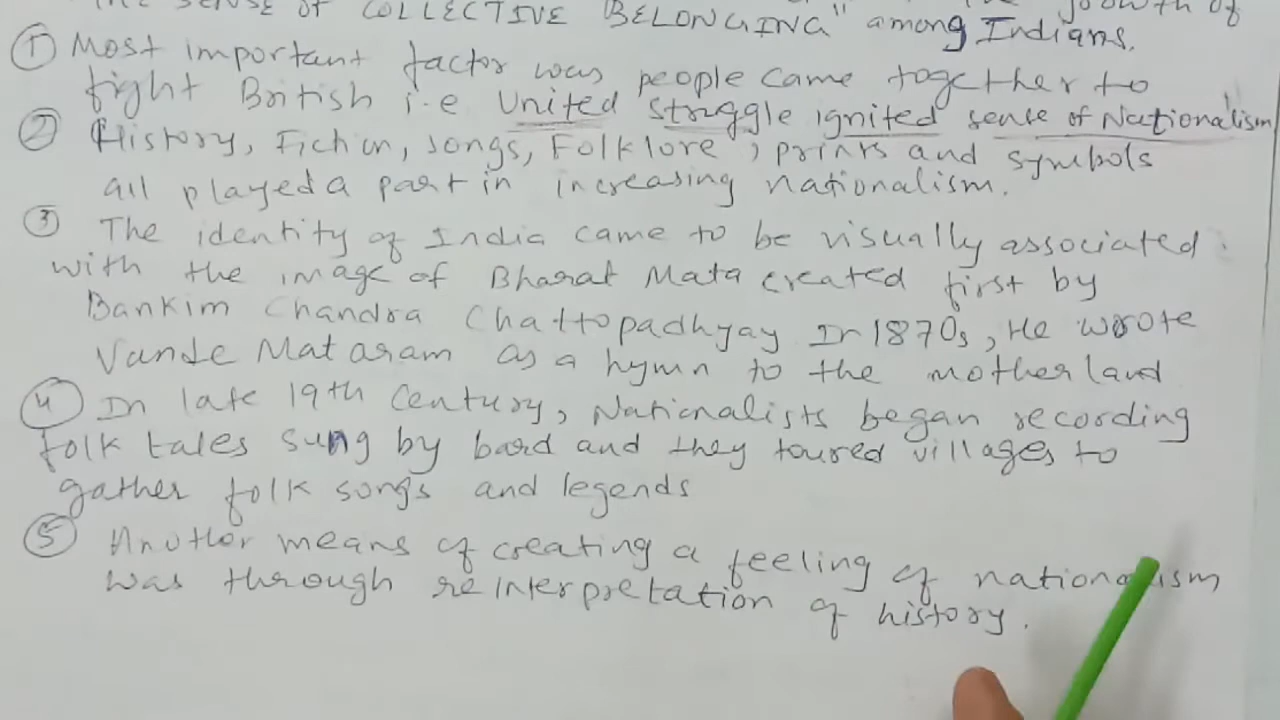 THE SENSE OF COLLECTIVE BELONGING" among Indians.
① Most important factor was people came together to
fight British i.e United struggle ignited sense of Nationalism
② History, Fiction, songs, Folklore, prints and symbols
all played a part in increasing nationalism.
③ The identity of India came to be visually associated
with the image of Bharat Mata created first by
Bankim Chandra Chattopadhyay In 1870s, He wrote
Vande Mataram as a hymn to the motherland
④ In late 19th Century, Nationalists began recording
folk tales sung by bard and they toured villages to
gather folk songs and legends
⑤ Another means of creating a feeling of nationalism
was through reinterpretation of history.